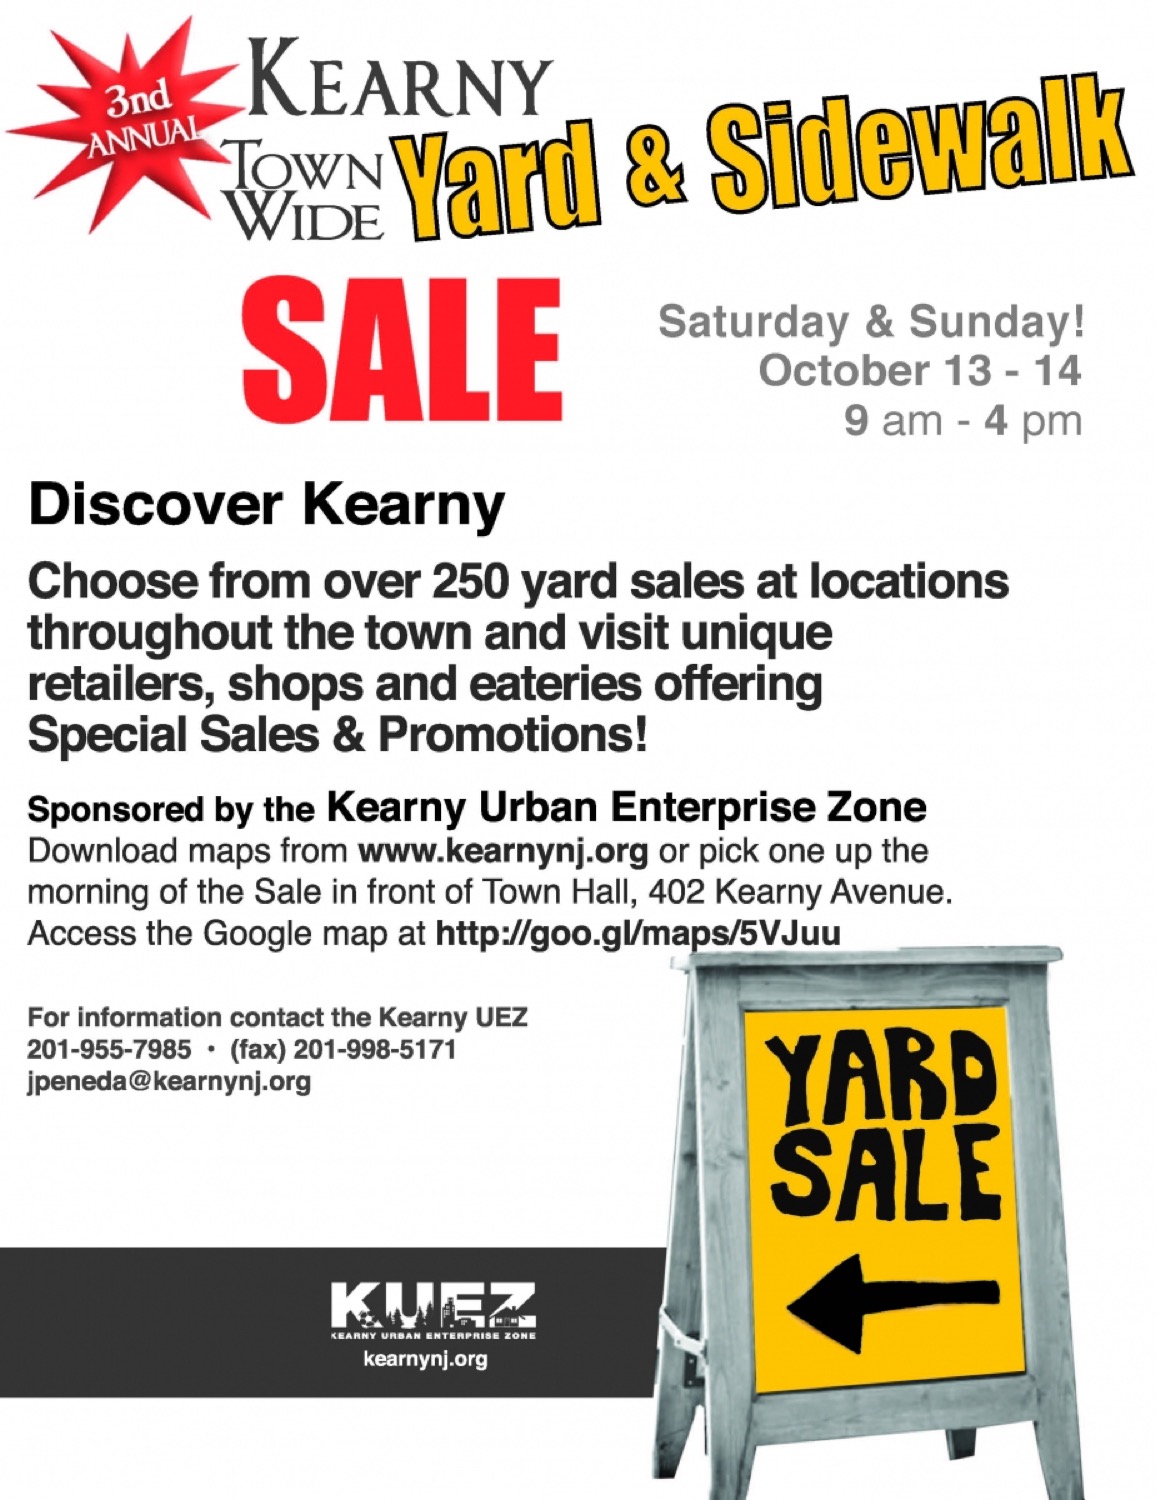 3nd
ANNUAL
KEARNY
TOWN
WIDE
Yard & Sidewalk
SALE
Saturday & Sunday!
October 13 - 14
9 am - 4 pm
Discover Kearny
Choose from over 250 yard sales at locations
throughout the town and visit unique
retailers, shops and eateries offering
Special Sales & Promotions!
Sponsored by the Kearny Urban Enterprise Zone
Download maps from www.kearnynj.org or pick one up the
morning of the Sale in front of Town Hall, 402 Kearny Avenue.
Access the Google map at http://goo.gl/maps/5VJuu
For information contact the Kearny UEZ
201-955-7985 • (fax) 201-998-5171
jpeneda@kearnynj.org
YARD
SALE
KUEZ
KEARNY URBAN ENTERPRISE ZONE
kearnynj.org